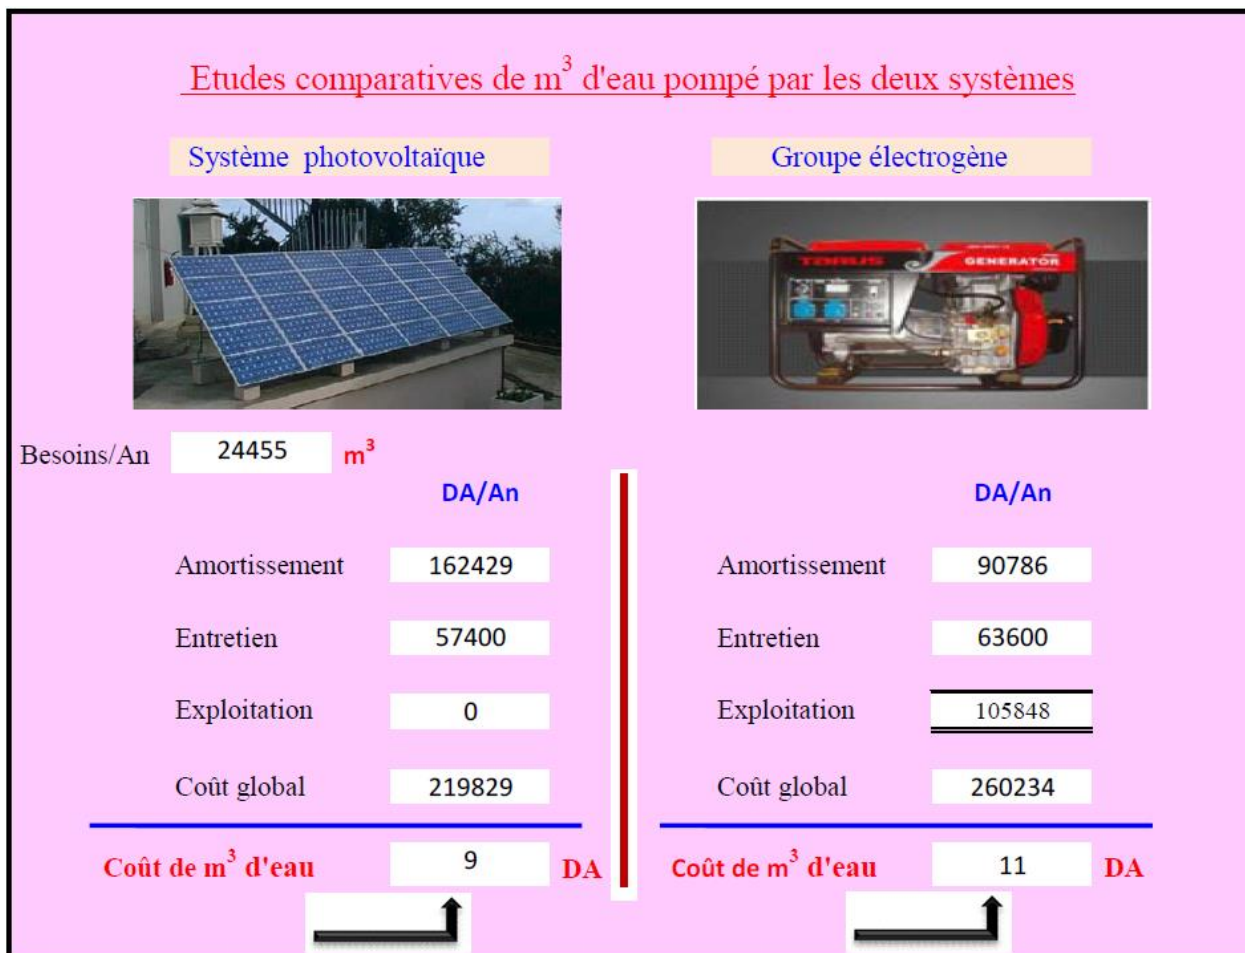 Etudes comparatives de m³ d'eau pompé par les deux systèmes
Système photovoltaïque
Groupe électrogène
TARUS
GENERATOR
Besoins/An 24455 m³
DA/An
Amortissement 162429
Entretien 57400
Exploitation 0
Coût global 219829
Coût de m³ d'eau 9 DA
DA/An
Amortissement 90786
Entretien 63600
Exploitation 105848
Coût global 260234
Coût de m³ d'eau 11 DA